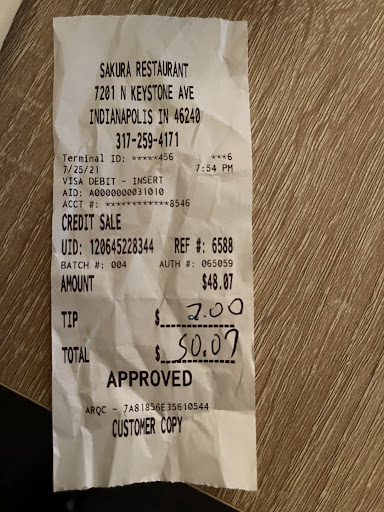 SAKURA RESTAURANT
7201 N KEYSTONE AVE
INDIANAPOLIS IN 46240
317-259-4171
Terminal ID: *****456 ***6
7/25/21 7:54 PM
VISA DEBIT - INSERT
AID: A0000000031010
ACCT #: ************8546
CREDIT SALE
UID: 120645228344 REF #: 6588
BATCH #: 004 AUTH #: 065059
AMOUNT $48.07
TIP $ 2.00
TOTAL $ 50.07
APPROVED
ARQC - 7A81856E35610544
CUSTOMER COPY